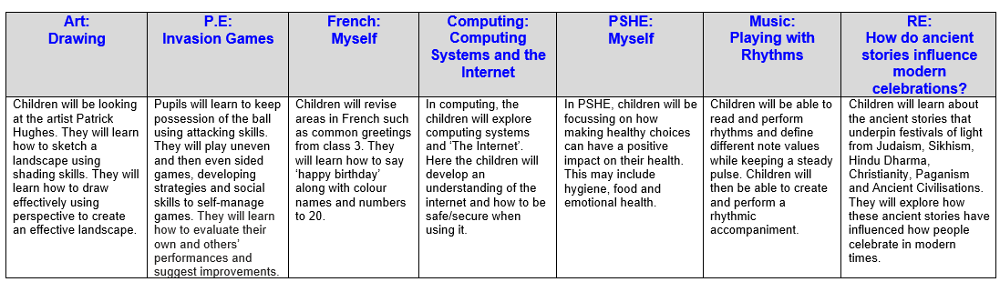 Art:
Drawing
P.E:
Invasion Games
French:
Myself
Computing:
Computing
Systems and the
Internet
PSHE:
Myself
Music:
Playing with
Rhythms
RE:
How do ancient
stories influence
modern
celebrations?
Children will be looking
at the artist Patrick
Hughes. They will learn
how to sketch a
landscape using
shading skills. They will
learn how to draw
effectively using
perspective to create
an effective landscape.
Pupils will learn to keep
possession of the ball
using attacking skills.
They will play uneven
and then even sided
games, developing
strategies and social
skills to self-manage
games. They will learn
how to evaluate their
own and others’
performances and
suggest improvements.
Children will revise
areas in French such
as common greetings
from class 3. They
will learn how to say
‘happy birthday’
along with colour
names and numbers
to 20.
In computing, the
children will explore
computing systems
and ‘The Internet’.
Here the children will
develop an
understanding of the
internet and how to be
safe/secure when
using it.
In PSHE, children will be
focussing on how
making healthy choices
can have a positive
impact on their health.
This may include
hygiene, food and
emotional health.
Children will be able to
read and perform
rhythms and define
different note values
while keeping a steady
pulse. Children will
then be able to create
and perform a
rhythmic
accompaniment.
Children will learn about
the ancient stories that
underpin festivals of light
from Judaism, Sikhism,
Hindu Dharma,
Christianity, Paganism
and Ancient Civilisations.
They will explore how
these ancient stories have
influenced how people
celebrate in modern
times.